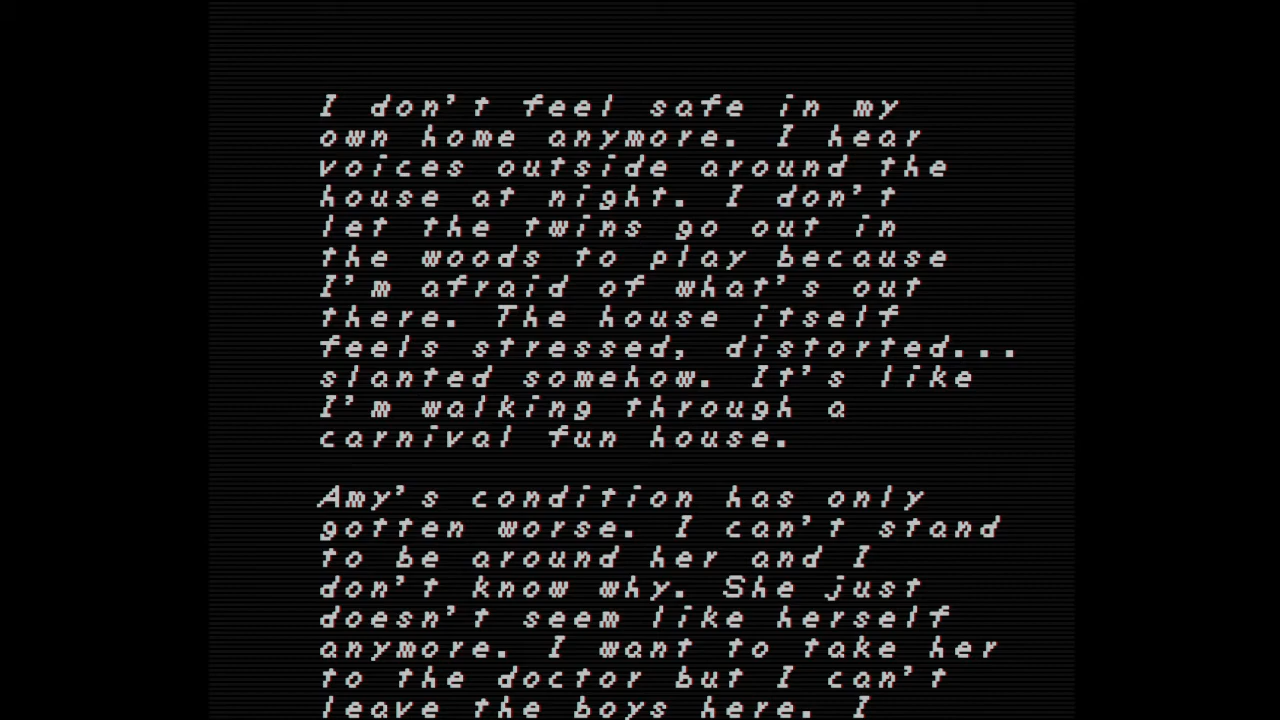 I don't feel safe in my
own home anymore. I hear
voices outside around the
house at night. I don't
let the twins go out in
the woods to play because
I'm afraid of what's out
there. The house itself
feels stressed, distorted...
slanted somehow. It's like
I'm walking through a
carnival fun house.
Amy's condition has only
gotten worse. I can't stand
to be around her and I
don't know why. She just
doesn't seem like herself
anymore. I want to take her
to the doctor but I can't
leave the boys here. I